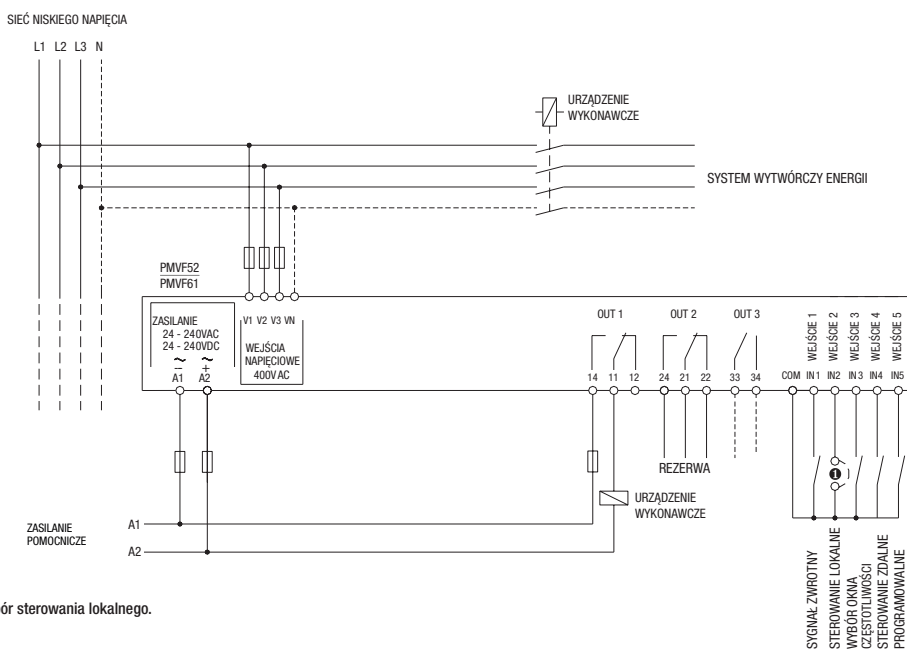 SIEĆ NISKIEGO NAPIĘCIA
L1 L2 L3 N
URZĄDZENIE
WYKONAWCZE
SYSTEM WYTWÓRCZY ENERGII
PMVF52
PMVF61
ZASILANIE
24 - 240VAC
24 - 240VDC
~ ~
– +
A1 A2
V1 V2 V3 VN
WEJŚCIA
NAPIĘCIOWE
400V AC
OUT 1
14 11 12
OUT 2
24 21 22
OUT 3
33 34
WEJŚCIE 1
WEJŚCIE 2
WEJŚCIE 3
WEJŚCIE 4
WEJŚCIE 5
COM IN1 IN2 IN3 IN4 IN5
REZERWA
1
URZĄDZENIE
WYKONAWCZE
ZASILANIE
POMOCNICZE
A1
A2
SYGNAŁ ZWROTNY
STEROWANIE LOKALNE
WYBÓR OKNA
CZĘSTOTLIWOŚCI
STEROWANIE ZDALNE
PROGRAMOWALNE
ór sterowania lokalnego.